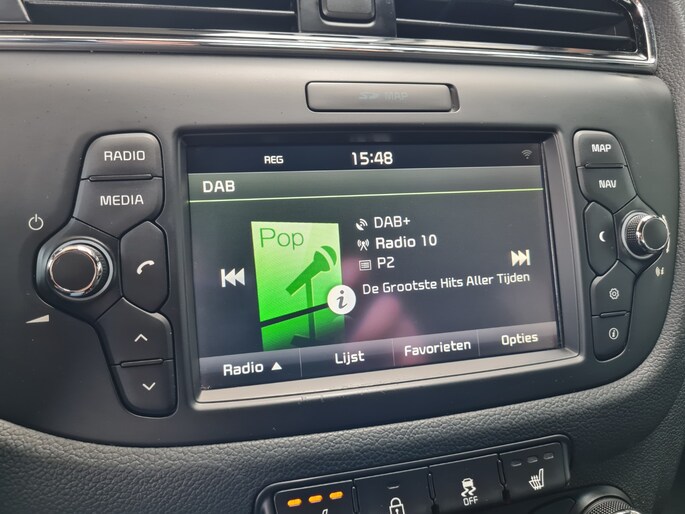 MAP
RADIO
MEDIA
MAP
NAV
REG 15:48
DAB
Pop
DAB+
Radio 10
P2
i
De Grootste Hits Aller Tijden
Radio ▲ Lijst Favorieten Opties
i
OFF